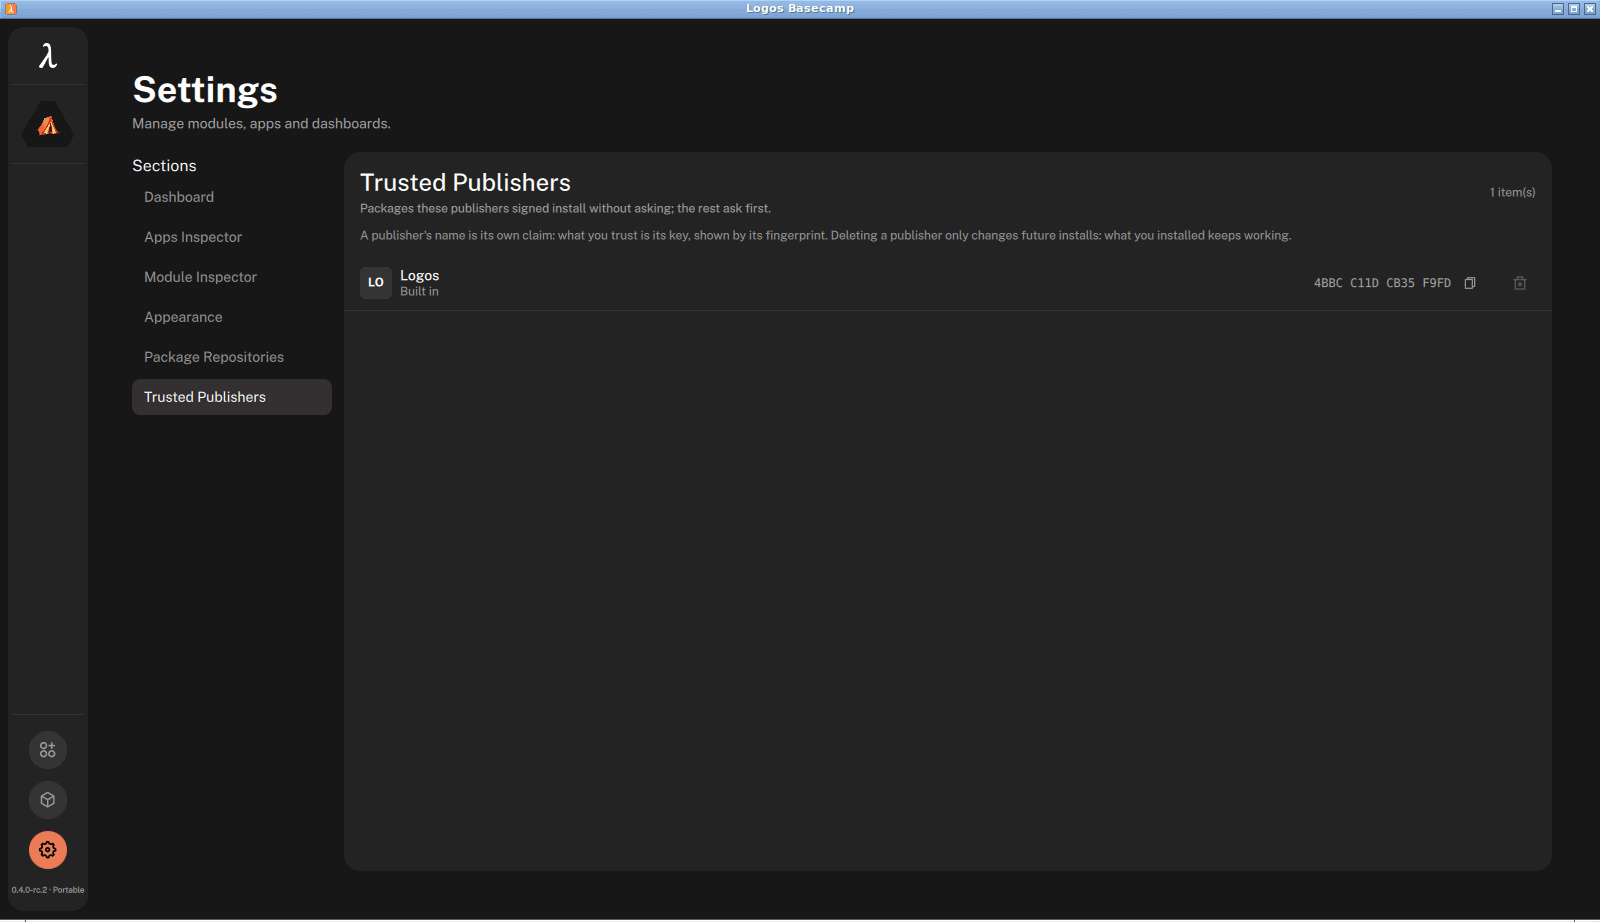 Logos Basecamp
λ
Settings
Manage modules, apps and dashboards.
Sections
Dashboard
Apps Inspector
Module Inspector
Appearance
Package Repositories
Trusted Publishers
Trusted Publishers
1 item(s)
Packages these publishers signed install without asking; the rest ask first.
A publisher's name is its own claim: what you trust is its key, shown by its fingerprint. Deleting a publisher only changes future installs: what you installed keeps working.
LO
Logos
Built in
4BBC C11D CB35 F9FD
0.4.0-rc.2 · Portable